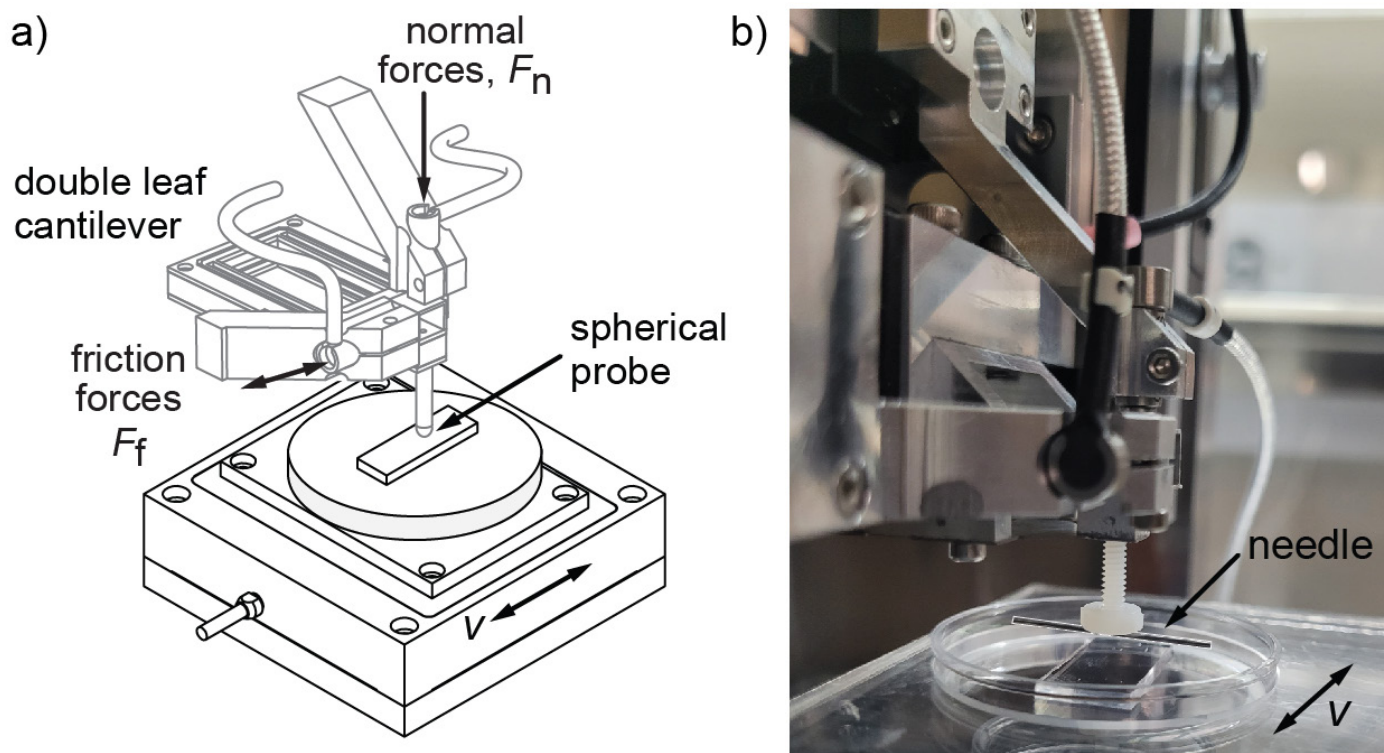 a)
normal
forces, Fn
double leaf
cantilever
spherical
probe
friction
forces
Ff
v
b)
needle
v